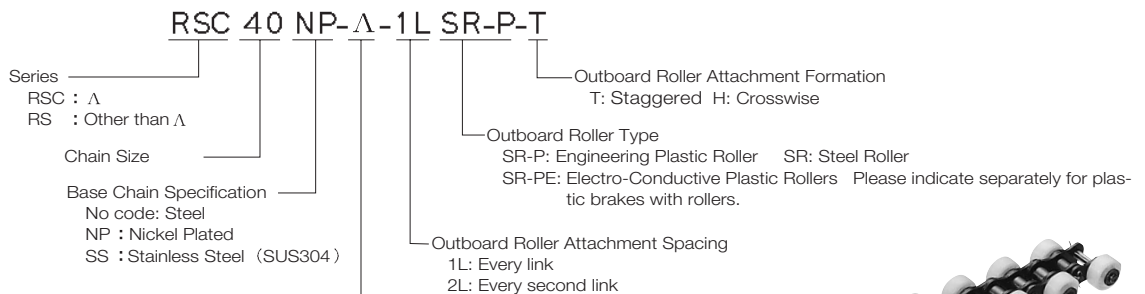 RSC 40 NP-Λ-1L SR-P-T
Series
RSC : Λ
RS : Other than Λ
Chain Size
Base Chain Specification
No code: Steel
NP : Nickel Plated
SS : Stainless Steel (SUS304)
Outboard Roller Attachment Formation
T: Staggered H: Crosswise
Outboard Roller Type
SR-P: Engineering Plastic Roller SR: Steel Roller
SR-PE: Electro-Conductive Plastic Rollers Please indicate separately for plas-
tic brakes with rollers.
Outboard Roller Attachment Spacing
1L: Every link
2L: Every second link